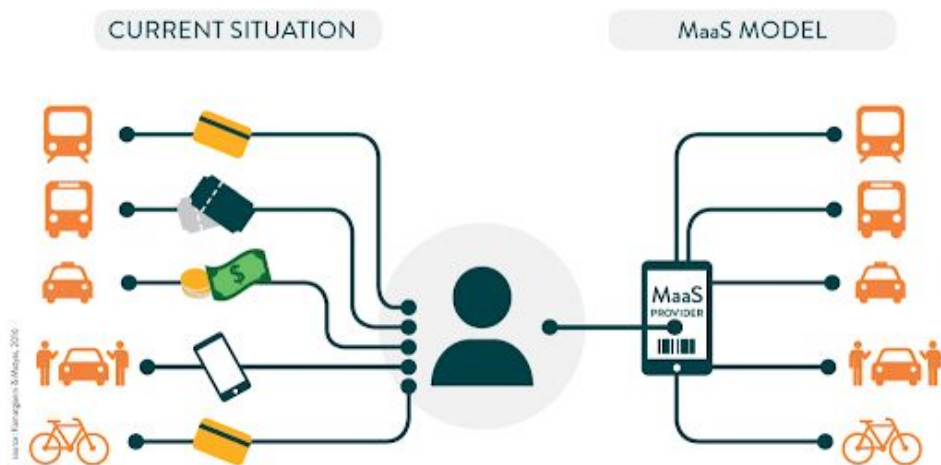 CURRENT SITUATION
MaaS MODEL
$
MaaS
PROVIDER